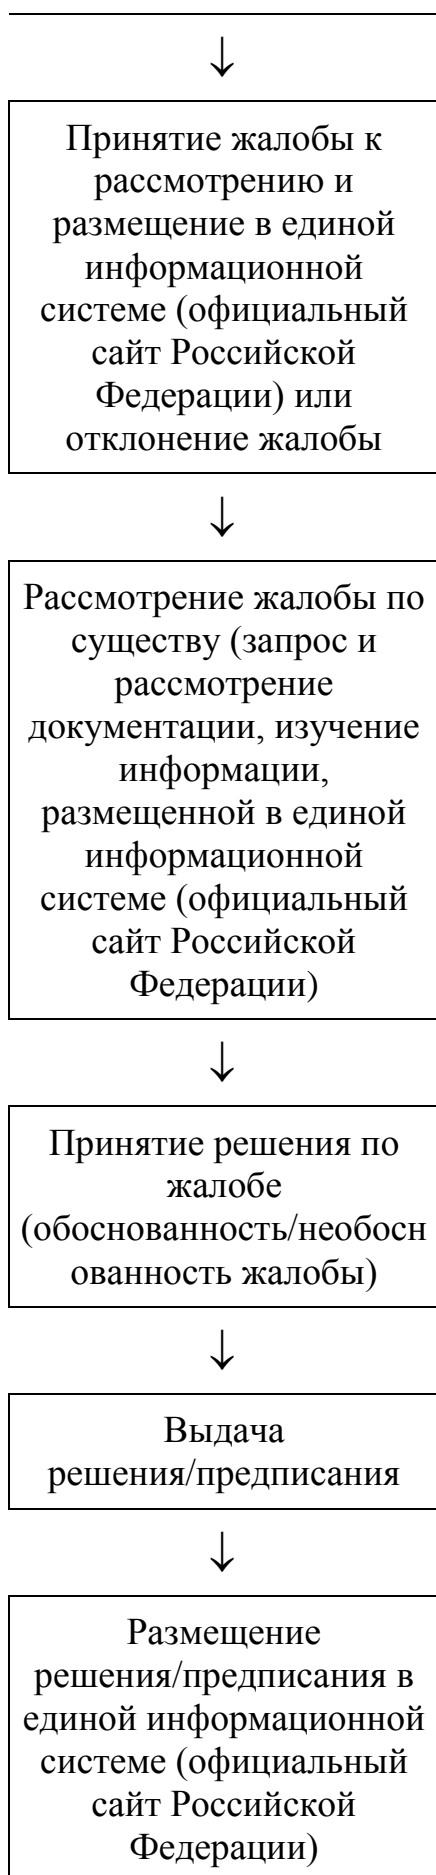 ↓
Принятие жалобы к
рассмотрению и
размещение в единой
информационной
системе (официальный
сайт Российской
Федерации) или
отклонение жалобы
↓
Рассмотрение жалобы по
существу (запрос и
рассмотрение
документации, изучение
информации,
размещенной в единой
информационной
системе (официальный
сайт Российской
Федерации)
↓
Принятие решения по
жалобе
(обоснованность/необосн
ованность жалобы)
↓
Выдача
решения/предписания
↓
Размещение
решения/предписания в
единой информационной
системе (официальный
сайт Российской
Федерации)